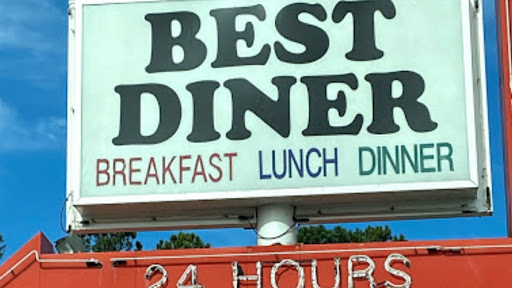 BEST
DINER
BREAKFAST LUNCH DINNER
24 HOURS